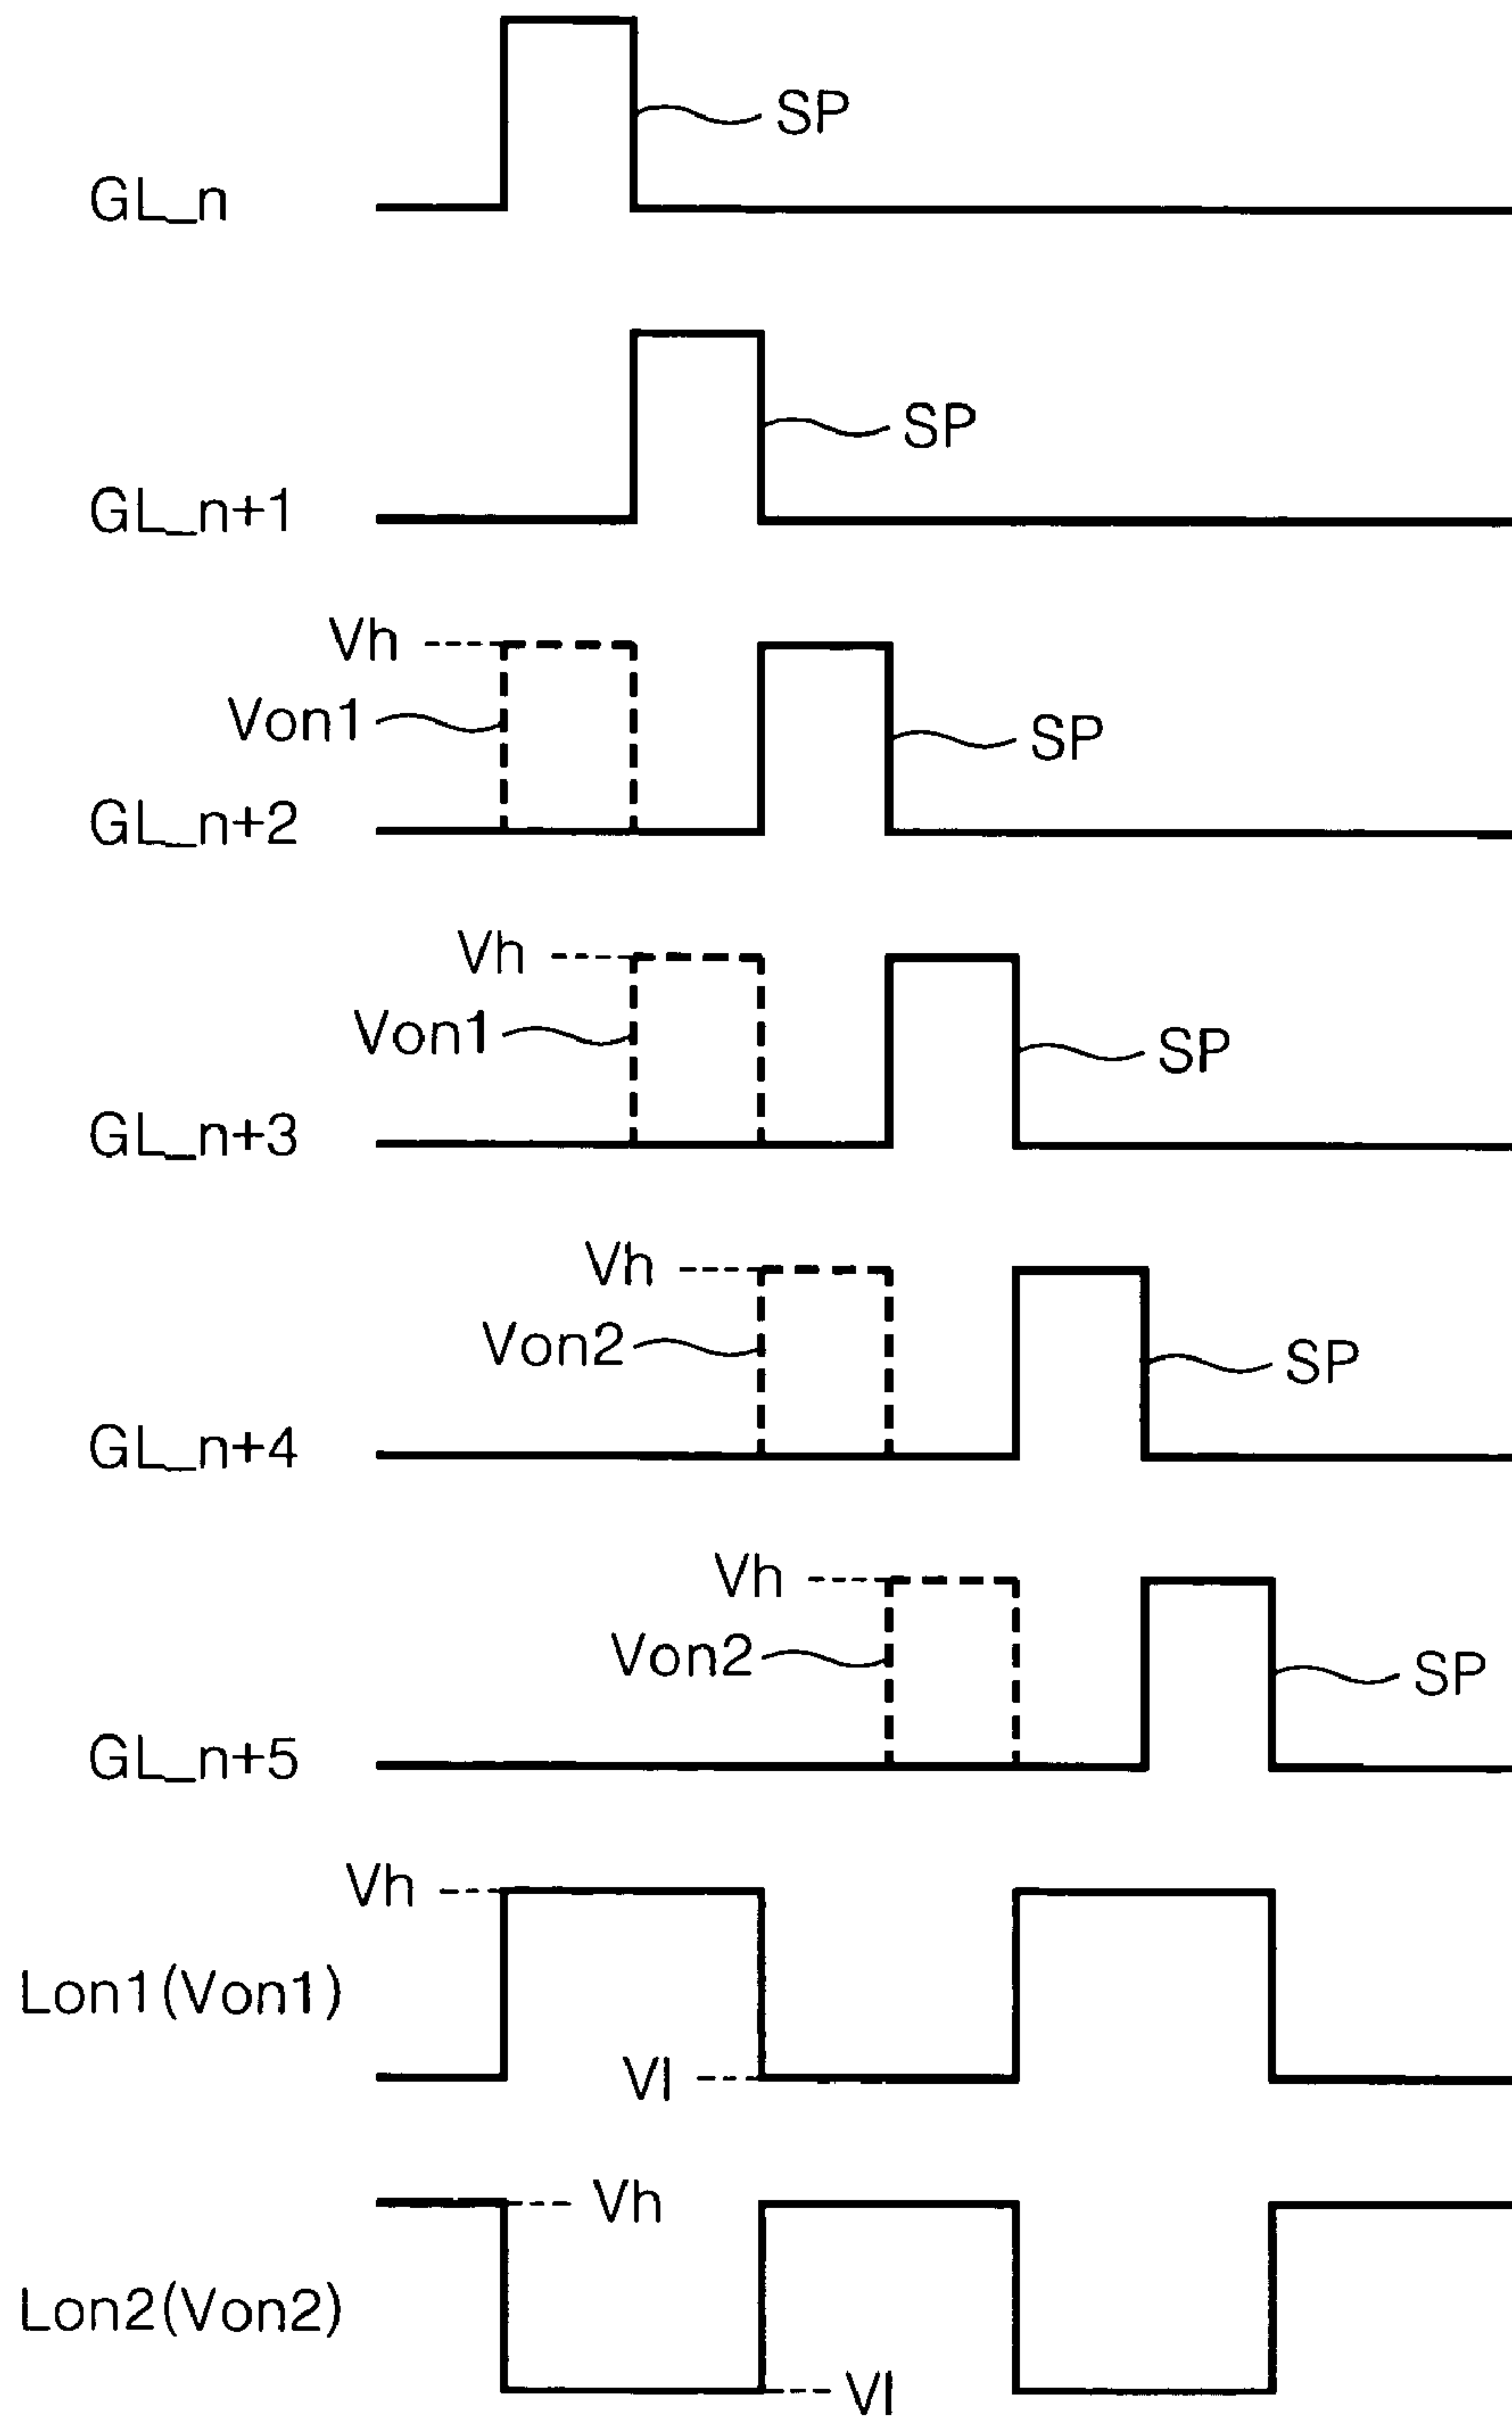 SP
GL_n
SP
GL_n+1
Vh
Von1
SP
GL_n+2
Vh
Von1
SP
GL_n+3
Vh
Von2
SP
GL_n+4
Vh
Von2
SP
GL_n+5
Vh
Lon1(Von1)
Vl
Vh
Lon2(Von2)
Vl